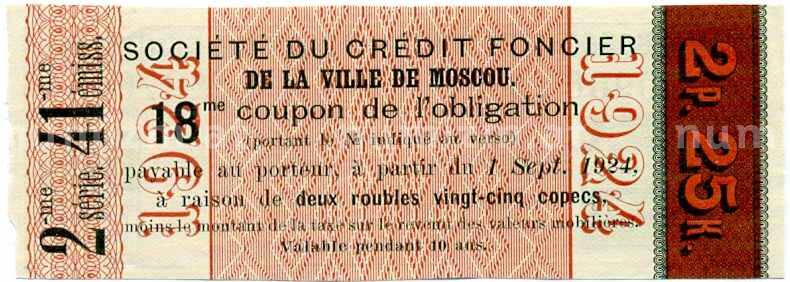 2-me série. 41-me émiss.
1924
SOCIÉTÉ DU CRÉDIT FONCIER
DE LA VILLE DE MOSCOU.
18me coupon de l'obligation
(portant le № indiqué au verso)
payable au porteur, à partir du 1 Sept. 1924,
à raison de deux roubles vingt-cinq copecs,
moins le montant de la taxe sur le revenu des valeurs mobilières.
Valable pendant 10 ans.
1924
2 P. 25 K.